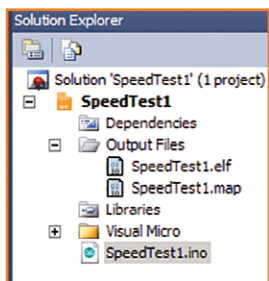 Solution Explorer
Solution 'SpeedTest1' (1 project)
SpeedTest1
Dependencies
Output Files
SpeedTest1.elf
SpeedTest1.map
Libraries
Visual Micro
SpeedTest1.ino